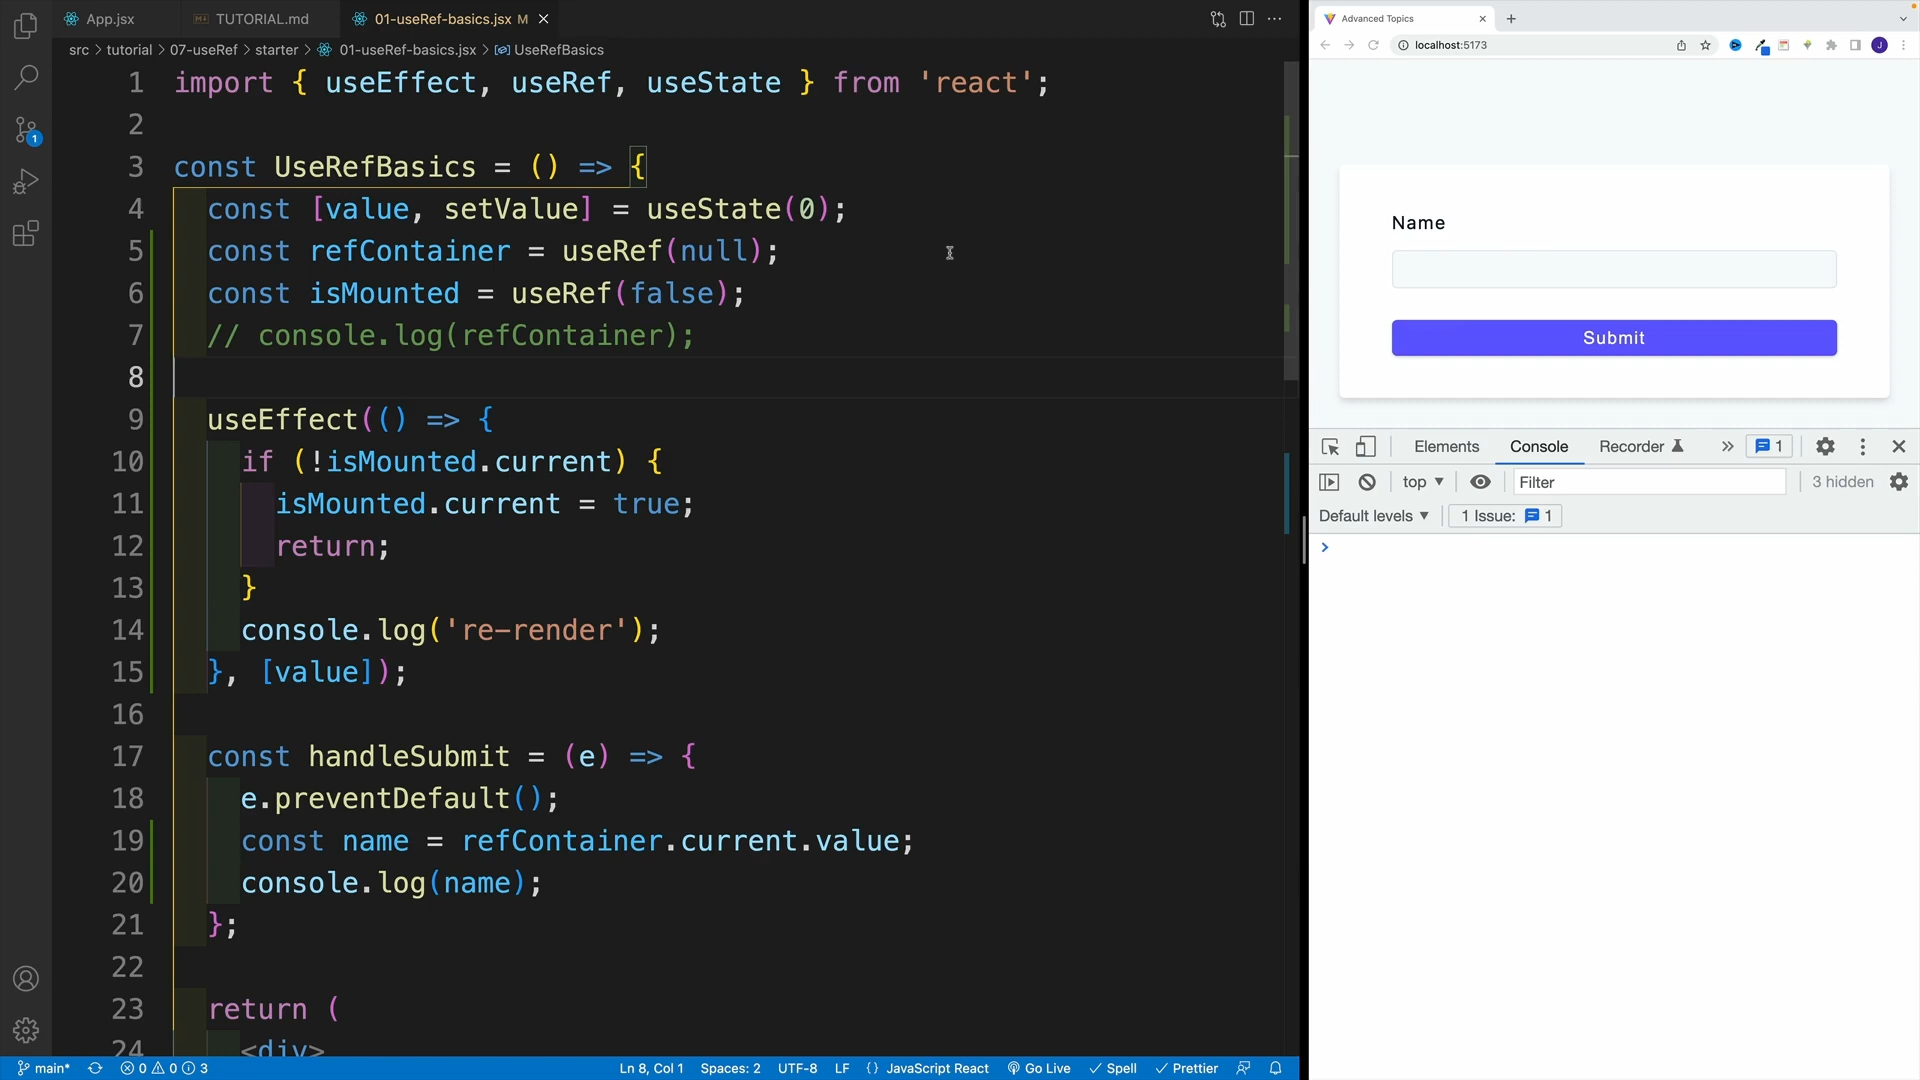 App.jsx
TUTORIAL.md
01-useRef-basics.jsx M
src > tutorial > 07-useRef > starter > 01-useRef-basics.jsx > UseRefBasics
1 import { useEffect, useRef, useState } from 'react';
2
3 const UseRefBasics = () => {
4 const [value, setValue] = useState(0);
5 const refContainer = useRef(null);
6 const isMounted = useRef(false);
7 // console.log(refContainer);
8
9 useEffect(() => {
10 if (!isMounted.current) {
11 isMounted.current = true;
12 return;
13 }
14 console.log('re-render');
15 }, [value]);
16
17 const handleSubmit = (e) => {
18 e.preventDefault();
19 const name = refContainer.current.value;
20 console.log(name);
21 };
22
23 return (
24 <div>
1
main* 0 0 3
Ln 8, Col 1 Spaces: 2 UTF-8 LF {} JavaScript React Go Live Spell Prettier
Advanced Topics
localhost:5173
J
Name
Submit
Elements Console Recorder 1
top Filter 3 hidden
Default levels 1 Issue: 1